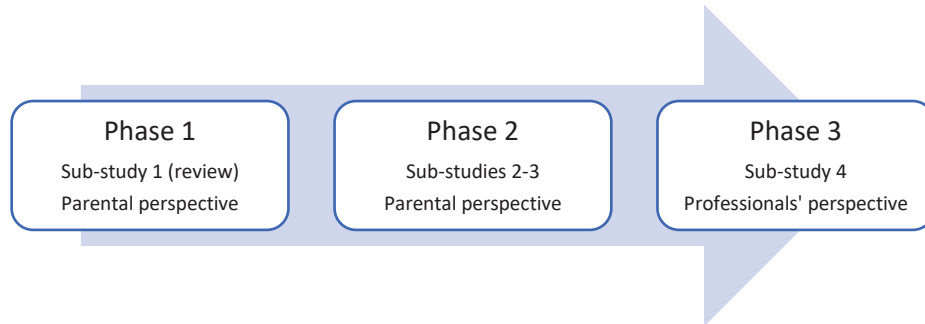 Phase 1
Sub-study 1 (review)
Parental perspective
Phase 2
Sub-studies 2-3
Parental perspective
Phase 3
Sub-study 4
Professionals' perspective